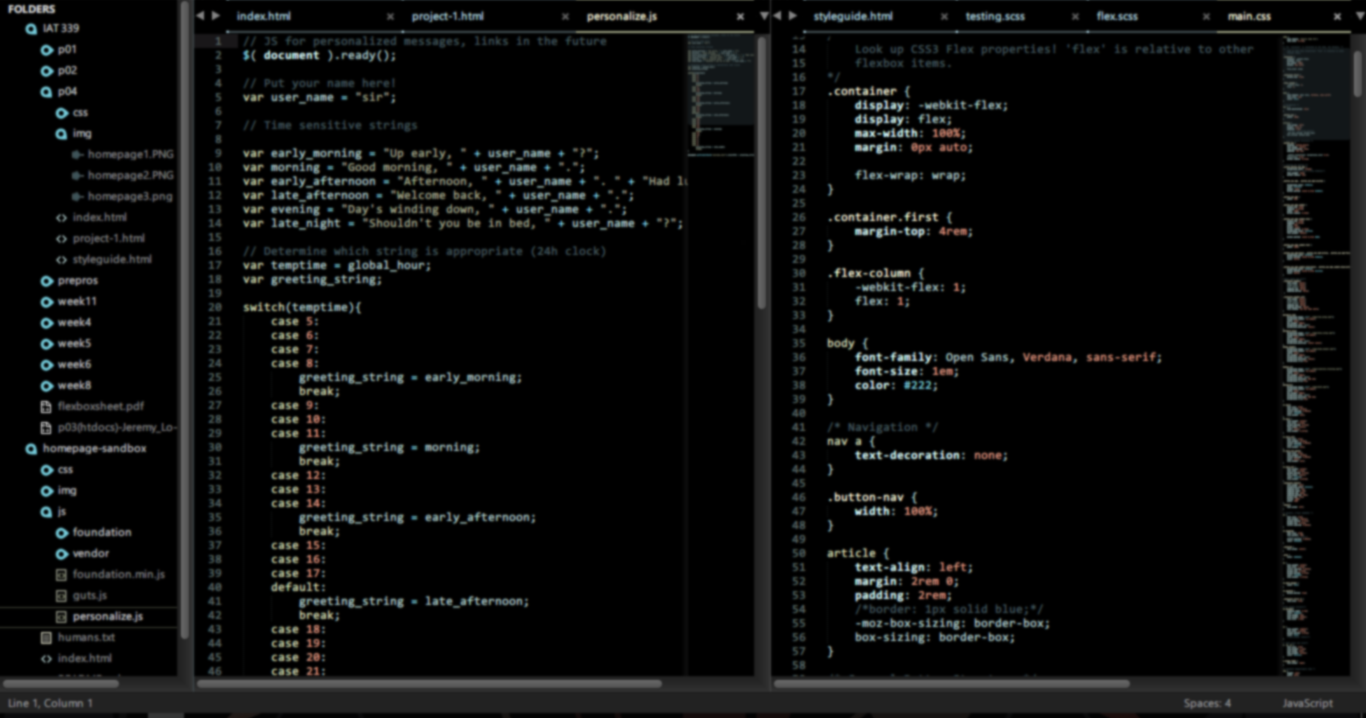 FOLDERS
IAT 339
p01
p02
p04
css
img
homepage1.PNG
homepage2.PNG
homepage3.png
index.html
project-1.html
styleguide.html
prepros
week11
week4
week5
week6
week8
flexboxsheet.pdf
p03(htdocs)-Jeremy_Lo-
homepage-sandbox
css
img
js
foundation
vendor
foundation.min.js
guts.js
personalize.js
humans.txt
index.html
index.html × project-1.html × personalize.js ×
1 // JS for personalized messages, links in the future
2 $( document ).ready();
3
4 // Put your name here!
5 var user_name = "sir";
6
7 // Time sensitive strings
8
9 var early_morning = "Up early, " + user_name + "?";
10 var morning = "Good morning, " + user_name + ".";
11 var early_afternoon = "Afternoon, " + user_name + ". " + "Had lu
12 var late_afternoon = "Welcome back, " + user_name + ".";
13 var evening = "Day's winding down, " + user_name + ".";
14 var late_night = "Shouldn't you be in bed, " + user_name + "?";
15
16 // Determine which string is appropriate (24h clock)
17 var temptime = global_hour;
18 var greeting_string;
19
20 switch(temptime){
21 case 5:
22 case 6:
23 case 7:
24 case 8:
25 greeting_string = early_morning;
26 break;
27 case 9:
28 case 10:
29 case 11:
30 greeting_string = morning;
31 break;
32 case 12:
33 case 13:
34 case 14:
35 greeting_string = early_afternoon;
36 break;
37 case 15:
38 case 16:
39 case 17:
40 default:
41 greeting_string = late_afternoon;
42 break;
43 case 18:
44 case 19:
45 case 20:
46 case 21:
styleguide.html × testing.scss × flex.scss × main.css ×
14 Look up CSS3 Flex properties! 'flex' is relative to other
15 flexbox items.
16 */
17 .container {
18 display: -webkit-flex;
19 display: flex;
20 max-width: 100%;
21 margin: 0px auto;
22
23 flex-wrap: wrap;
24 }
25
26 .container.first {
27 margin-top: 4rem;
28 }
29
30 .flex-column {
31 -webkit-flex: 1;
32 flex: 1;
33 }
34
35 body {
36 font-family: Open Sans, Verdana, sans-serif;
37 font-size: 1em;
38 color: #222;
39 }
40
41 /* Navigation */
42 nav a {
43 text-decoration: none;
44 }
45
46 .button-nav {
47 width: 100%;
48 }
49
50 article {
51 text-align: left;
52 margin: 2rem 0;
53 padding: 2rem;
54 /*border: 1px solid blue;*/
55 -moz-box-sizing: border-box;
56 box-sizing: border-box;
57 }
58
Line 1, Column 1
Spaces: 4
JavaScript